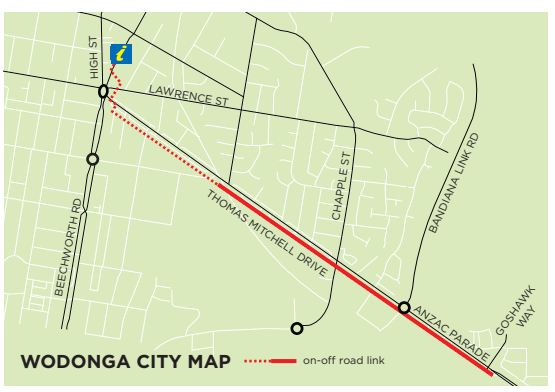 HIGH ST
i
LAWRENCE ST
CHAPPLE ST
BANDIANA LINK RD
BEECHWORTH RD
THOMAS MITCHELL DRIVE
ANZAC PARADE
GOSHAWK
WAY
WODONGA CITY MAP
on-off road link